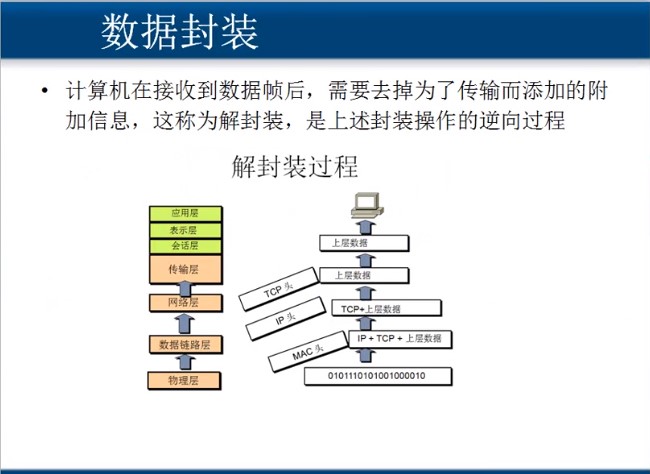 数据封装
• 计算机在接收到数据帧后，需要去掉为了传输而添加的附
加信息，这称为解封装，是上述封装操作的逆向过程
解封装过程
应用层
表示层
会话层
传输层
网络层
数据链路层
物理层
上层数据
上层数据
TCP头
TCP+上层数据
IP头
IP + TCP + 上层数据
MAC 头
0101110101001000010